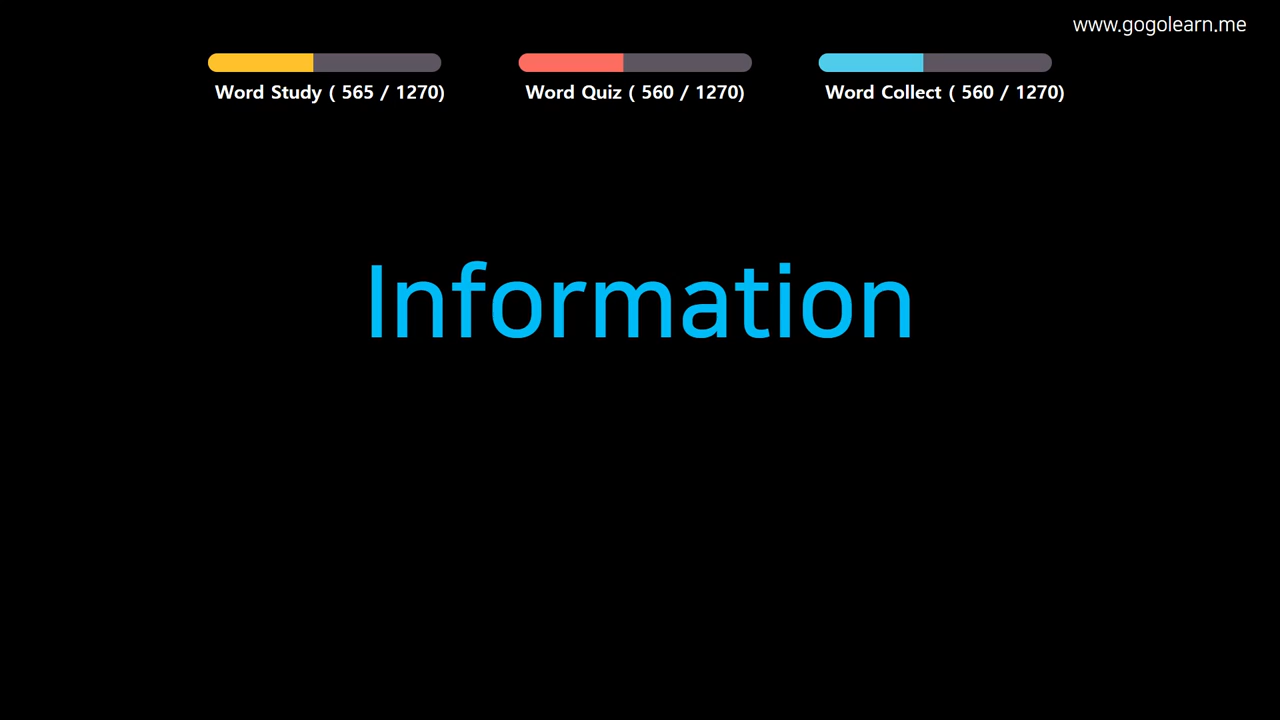 www.gogolearn.me
Word Study ( 565 / 1270)
Word Quiz ( 560 / 1270)
Word Collect ( 560 / 1270)
Information